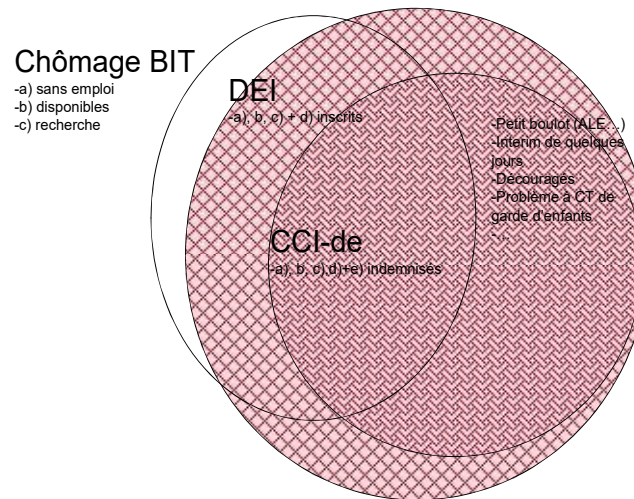 Chômage BIT
-a) sans emploi
-b) disponibles
-c) recherche
DEI
-a), b, c) + d) inscrits
-Petit boulot (ALE…)
-Interim de quelques
jours
-Découragés
-Problème à CT de
garde d'enfants
-…
CCI-de
-a), b, c),d)+e) indemnisés